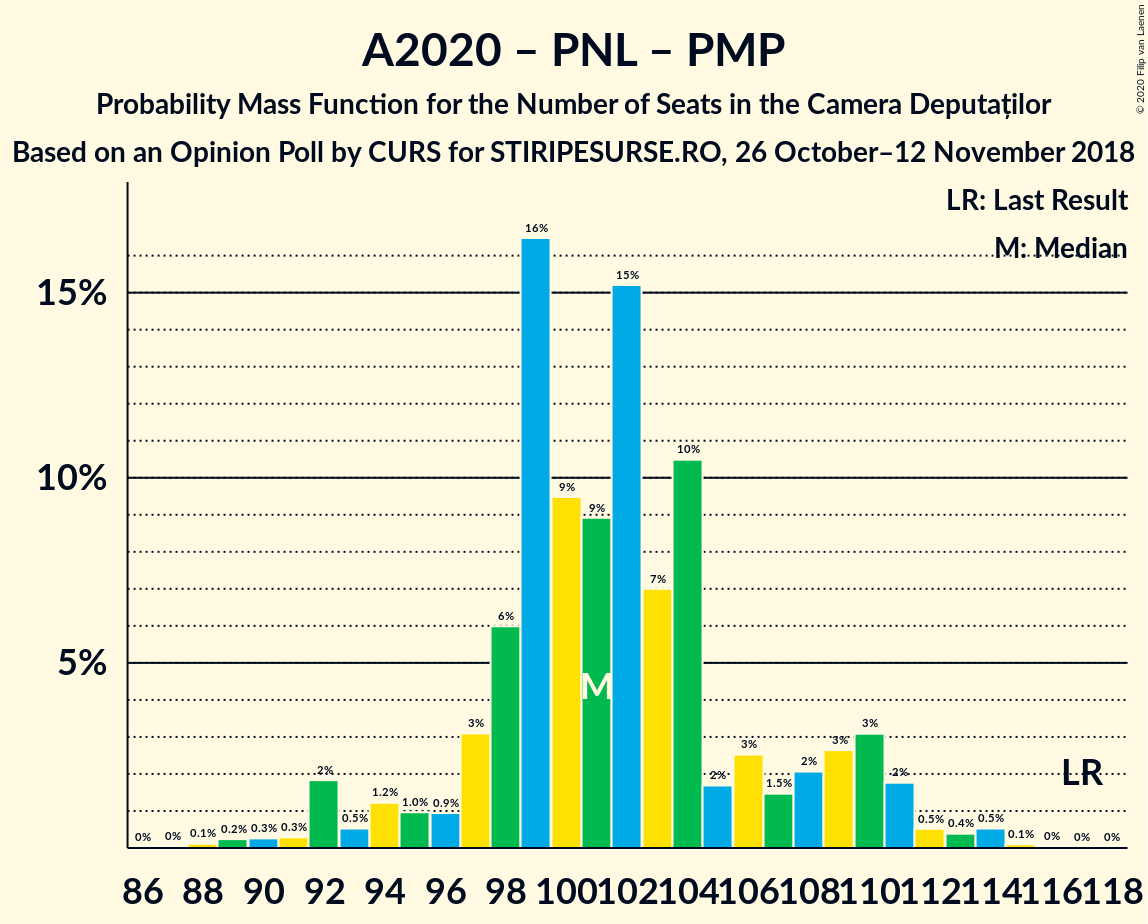 A2020 – PNL – PMP
Probability Mass Function for the Number of Seats in the Camera Deputaților
Based on an Opinion Poll by CURS for STIRIPESURSE.RO, 26 October–12 November 2018
© 2020 Filip van Laenen
LR: Last Result
M: Median
15%
10%
5%
0% 0% 0.1% 0.2% 0.3% 0.3% 2% 0.5% 1.2% 1.0% 0.9% 3% 6% 16% 9% 9% 15% 7% 10% 2% 3% 1.5% 2% 3% 3% 2% 0.5% 0.4% 0.5% 0.1% 0% 0% 0%
M
LR
86 88 90 92 94 96 98 100 102 104 106 108 110 112 114 116 118